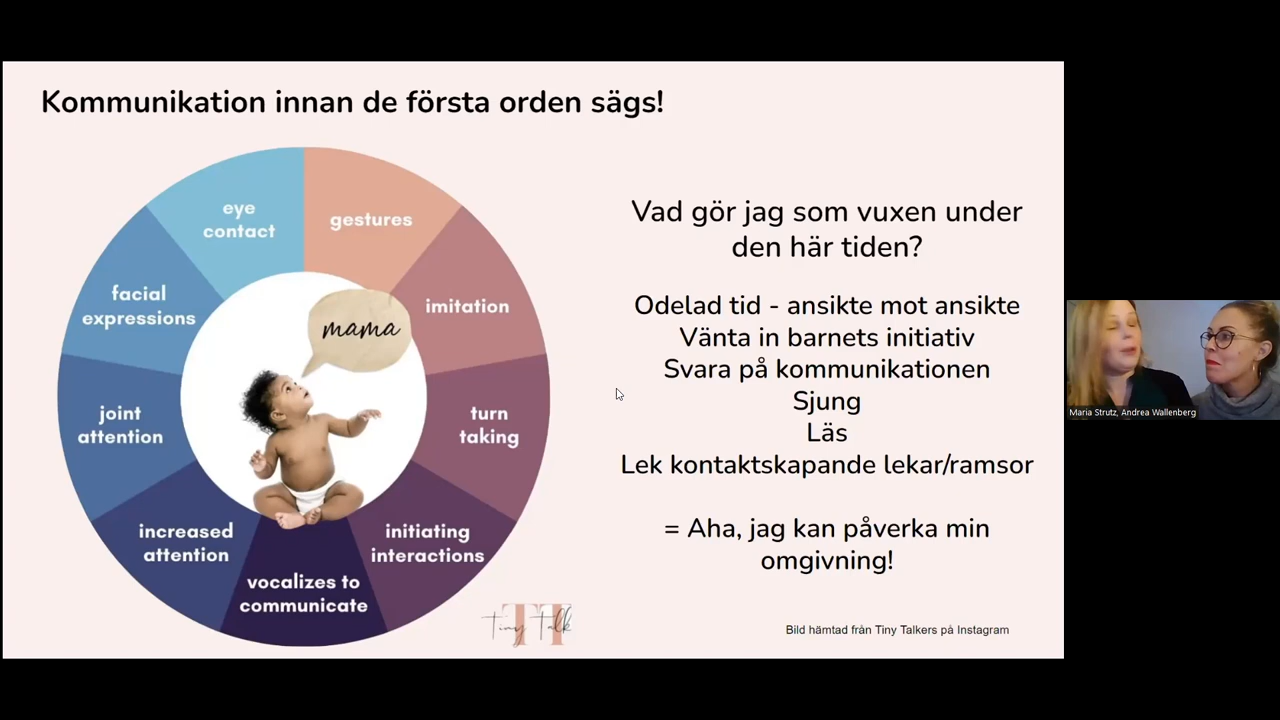 Kommunikation innan de första orden sägs!
eye
contact
gestures
imitation
turn
taking
initiating
interactions
vocalizes to
communicate
increased
attention
joint
attention
facial
expressions
mama
Tiny Talk
TT
Vad gör jag som vuxen under
den här tiden?
Odelad tid - ansikte mot ansikte
Vänta in barnets initiativ
Svara på kommunikationen
Sjung
Läs
Lek kontaktskapande lekar/ramsor
= Aha, jag kan påverka min
omgivning!
Bild hämtad från Tiny Talkers på Instagram
Maria Strutz, Andrea Wallenberg